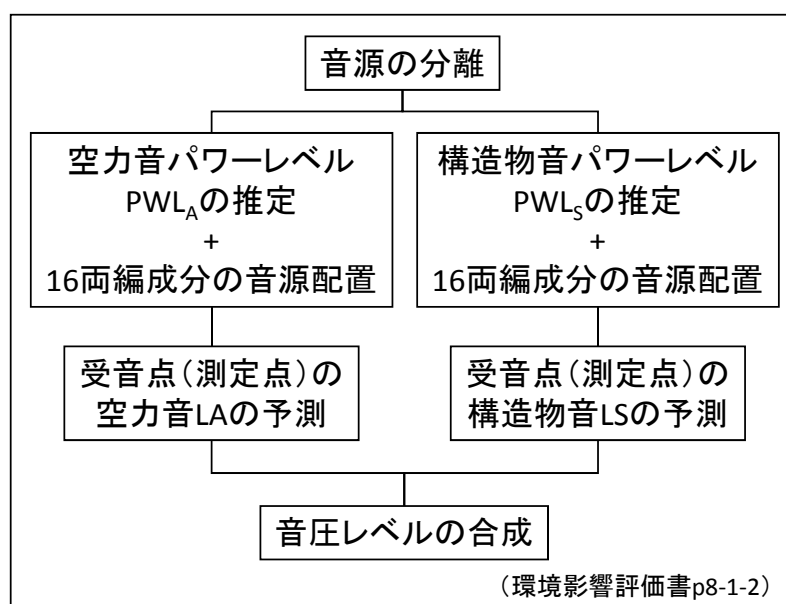 音源の分離
空力音パワーレベル
PWLAの推定
+
16両編成分の音源配置
構造物音パワーレベル
PWLSの推定
+
16両編成分の音源配置
受音点(測定点)の
空力音LAの予測
受音点(測定点)の
構造物音LSの予測
音圧レベルの合成
(環境影響評価書p8-1-2)